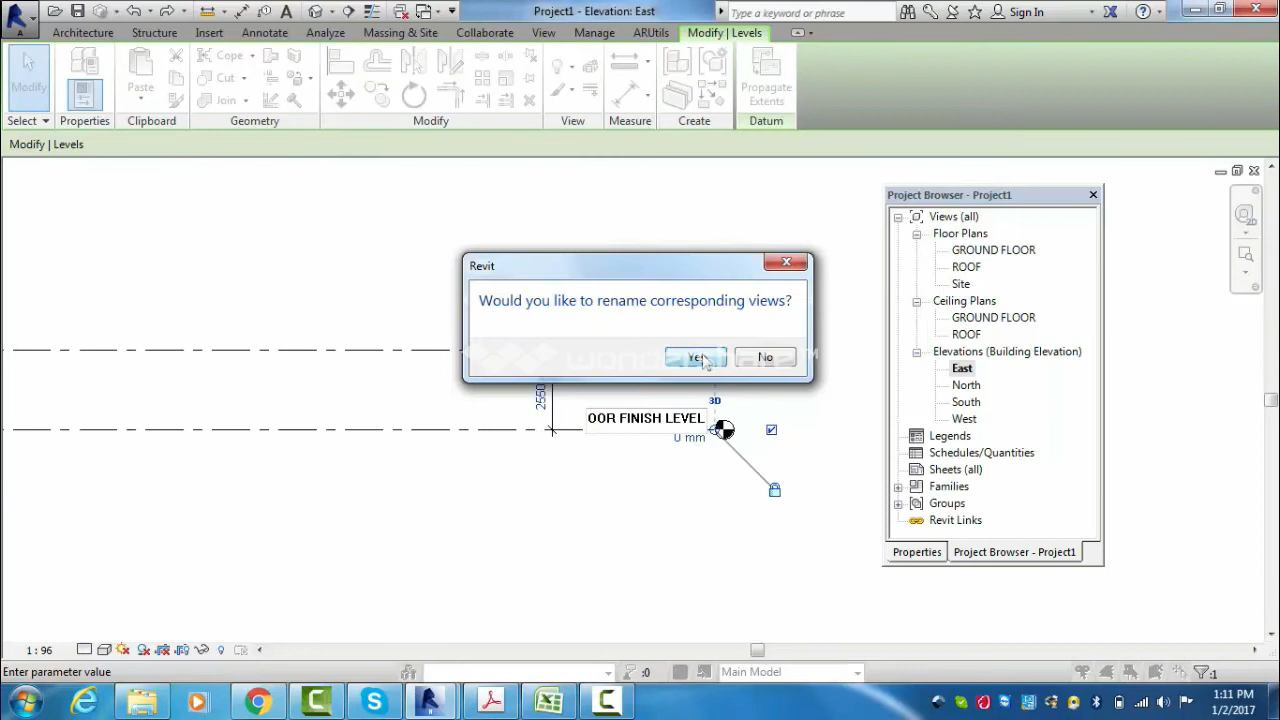 Project1 - Elevation: East
Type a keyword or phrase
Sign In
Architecture Structure Insert Annotate Analyze Massing & Site Collaborate View Manage ARUtils Modify | Levels
Modify Paste Cope Cut Join Propagate Extents
Select Properties Clipboard Geometry Modify View Measure Create Datum
Modify | Levels
Project Browser - Project1
Views (all)
Floor Plans
GROUND FLOOR
ROOF
Site
Ceiling Plans
GROUND FLOOR
ROOF
Elevations (Building Elevation)
East
North
South
West
Legends
Schedules/Quantities
Sheets (all)
Families
Groups
Revit Links
Properties Project Browser - Project1
Revit
Would you like to rename corresponding views?
Yes No
wondershare™
2550
3D
OOR FINISH LEVEL
0 mm
2D
1 : 96
Enter parameter value
:0
Main Model
:1
1:11 PM
1/2/2017